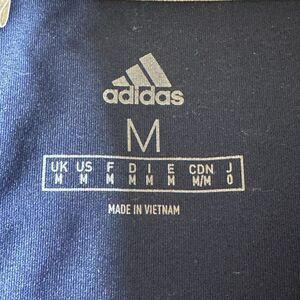 adidas
M
UK US F D I E CDN J
M M M M M M M/M O
MADE IN VIETNAM